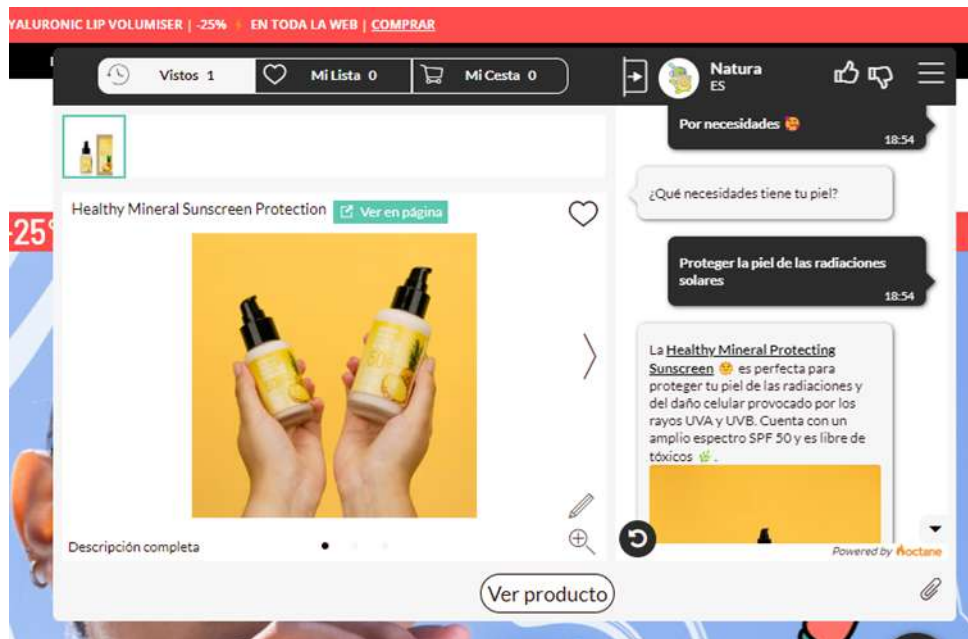 YALURONIC LIP VOLUMISER | -25% ⚡ EN TODA LA WEB | COMPRAR
Vistos 1
Mi Lista 0
Mi Cesta 0
Natura
ES
Healthy Mineral Sunscreen Protection
Ver en página
-25
Descripción completa
Por necesidades 🥰
18:54
¿Qué necesidades tiene tu piel?
Proteger la piel de las radiaciones
solares
18:54
La Healthy Mineral Protecting
Sunscreen 🌞 es perfecta para
proteger tu piel de las radiaciones y
del daño celular provocado por los
rayos UVA y UVB. Cuenta con un
amplio espectro SPF 50 y es libre de
tóxicos 🌿 .
Powered by Noctane
Ver producto